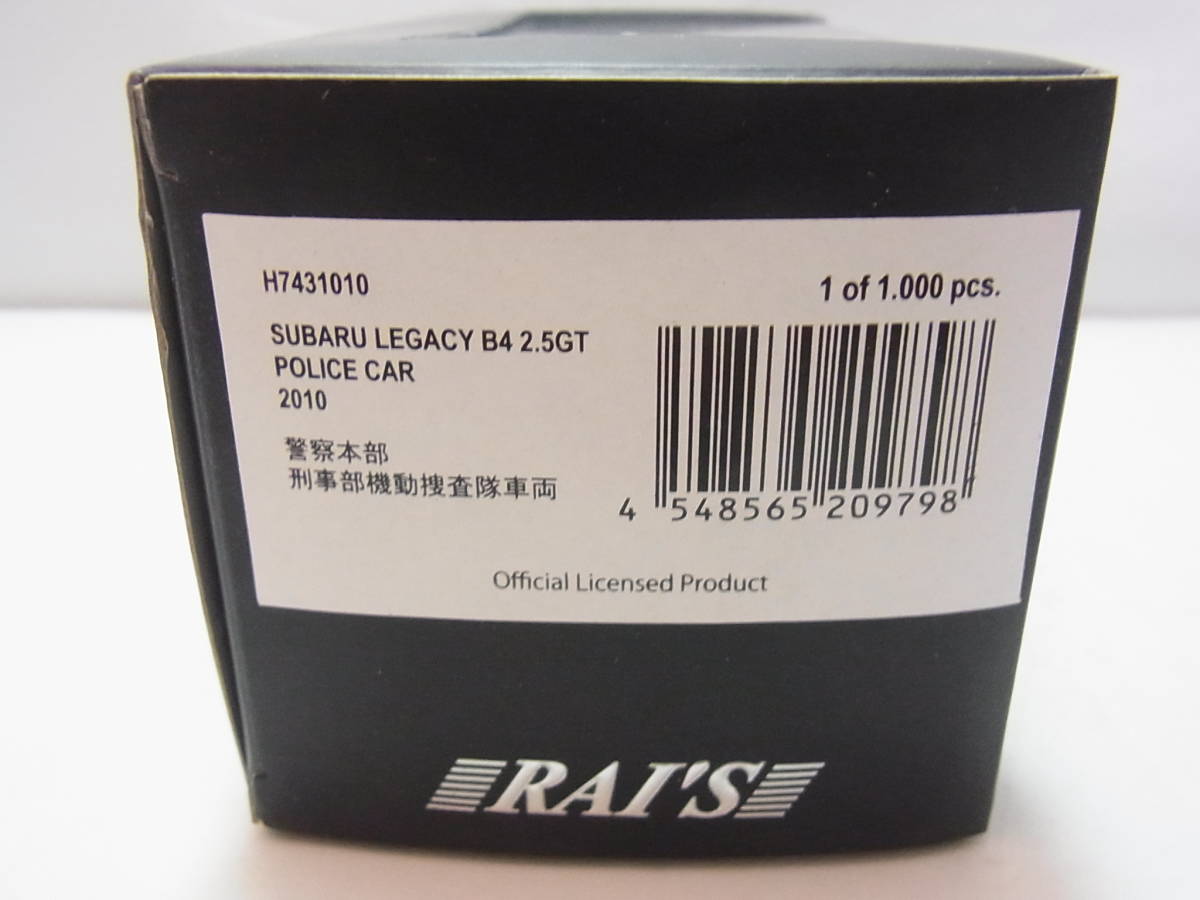 H7431010
1 of 1.000 pcs.
SUBARU LEGACY B4 2.5GT
POLICE CAR
2010
警察本部
刑事部機動捜査隊車両
4 548565 209798
Official Licensed Product
RAI'S